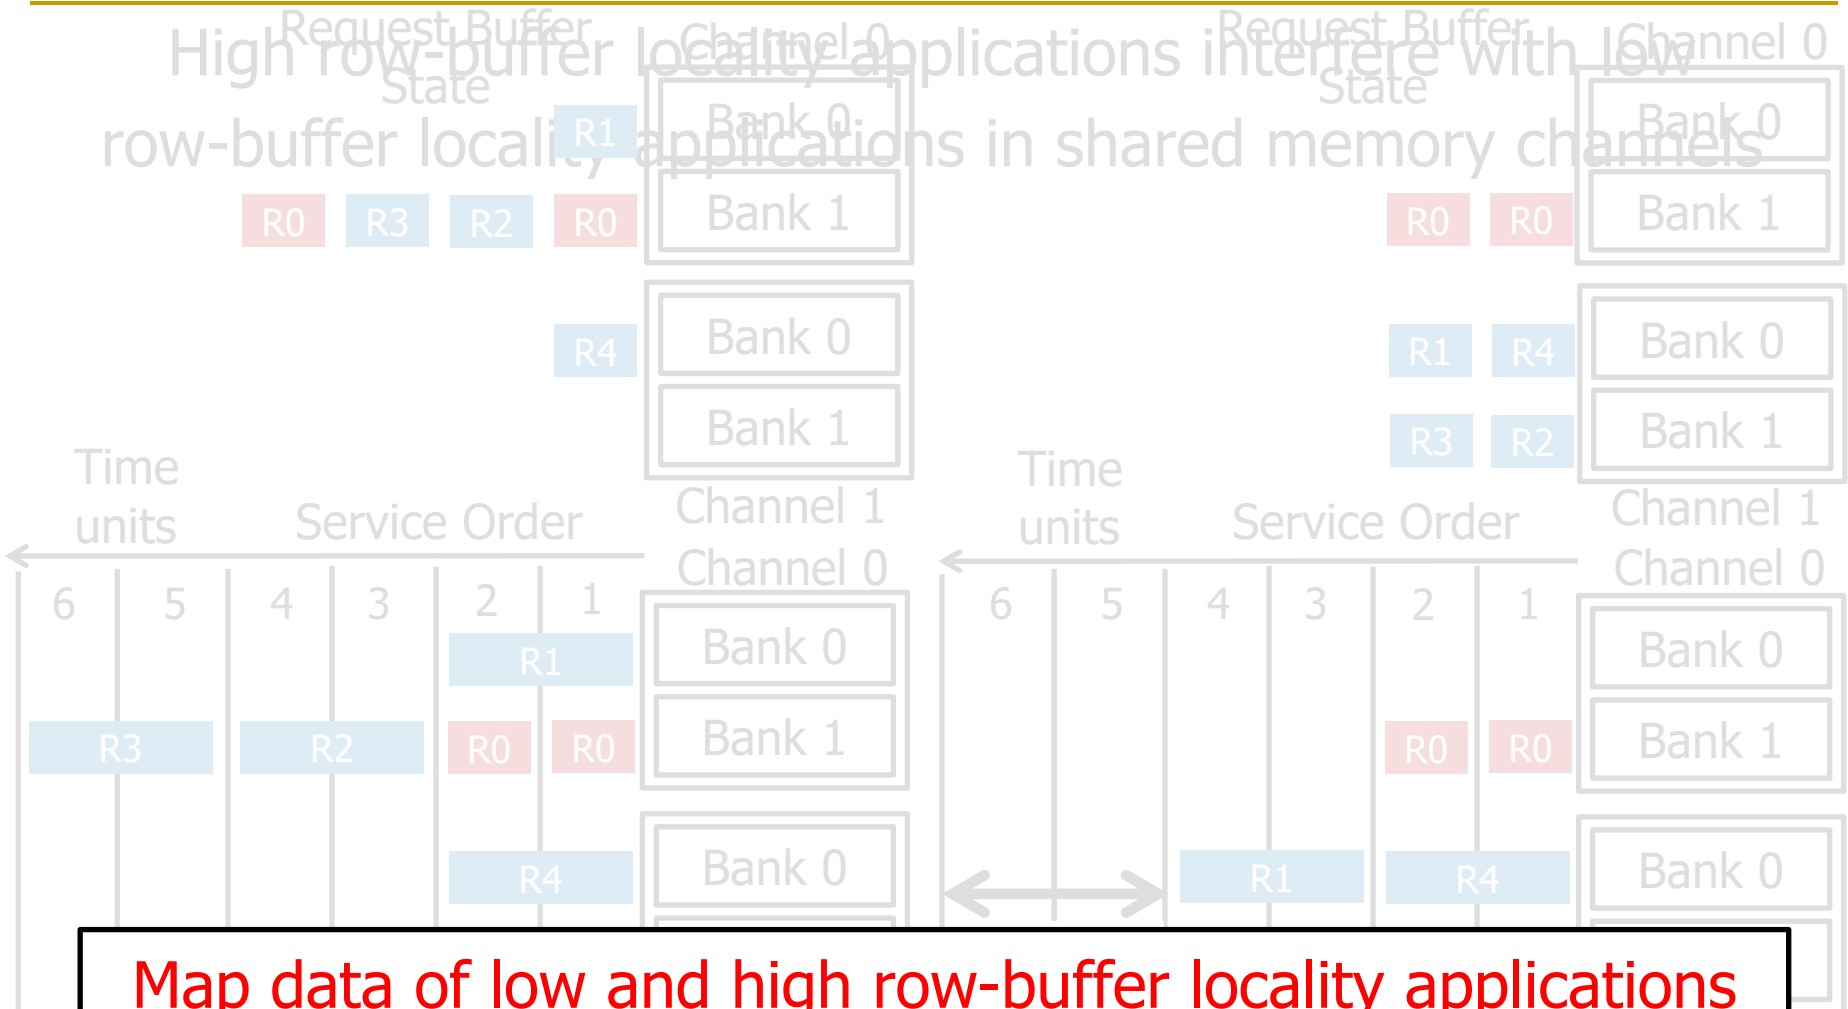 High row-buffer locality applications interfere with low
row-buffer locality applications in shared memory channels
Request Buffer
State
Channel 0
R1
Bank 0
R0 R3 R2 R0
Bank 1
R4
Bank 0
Bank 1
Channel 1
Request Buffer
State
Channel 0
Bank 0
R0 R0
Bank 1
R1 R4
Bank 0
R3 R2
Bank 1
Channel 1
Time
units
Service Order
Channel 0
6 5 4 3 2 1
R1
Bank 0
R3 R2 R0 R0
Bank 1
R4
Bank 0
Time
units
Service Order
Channel 0
6 5 4 3 2 1
Bank 0
R0 R0
Bank 1
R1 R4
Bank 0
Map data of low and high row-buffer locality applications